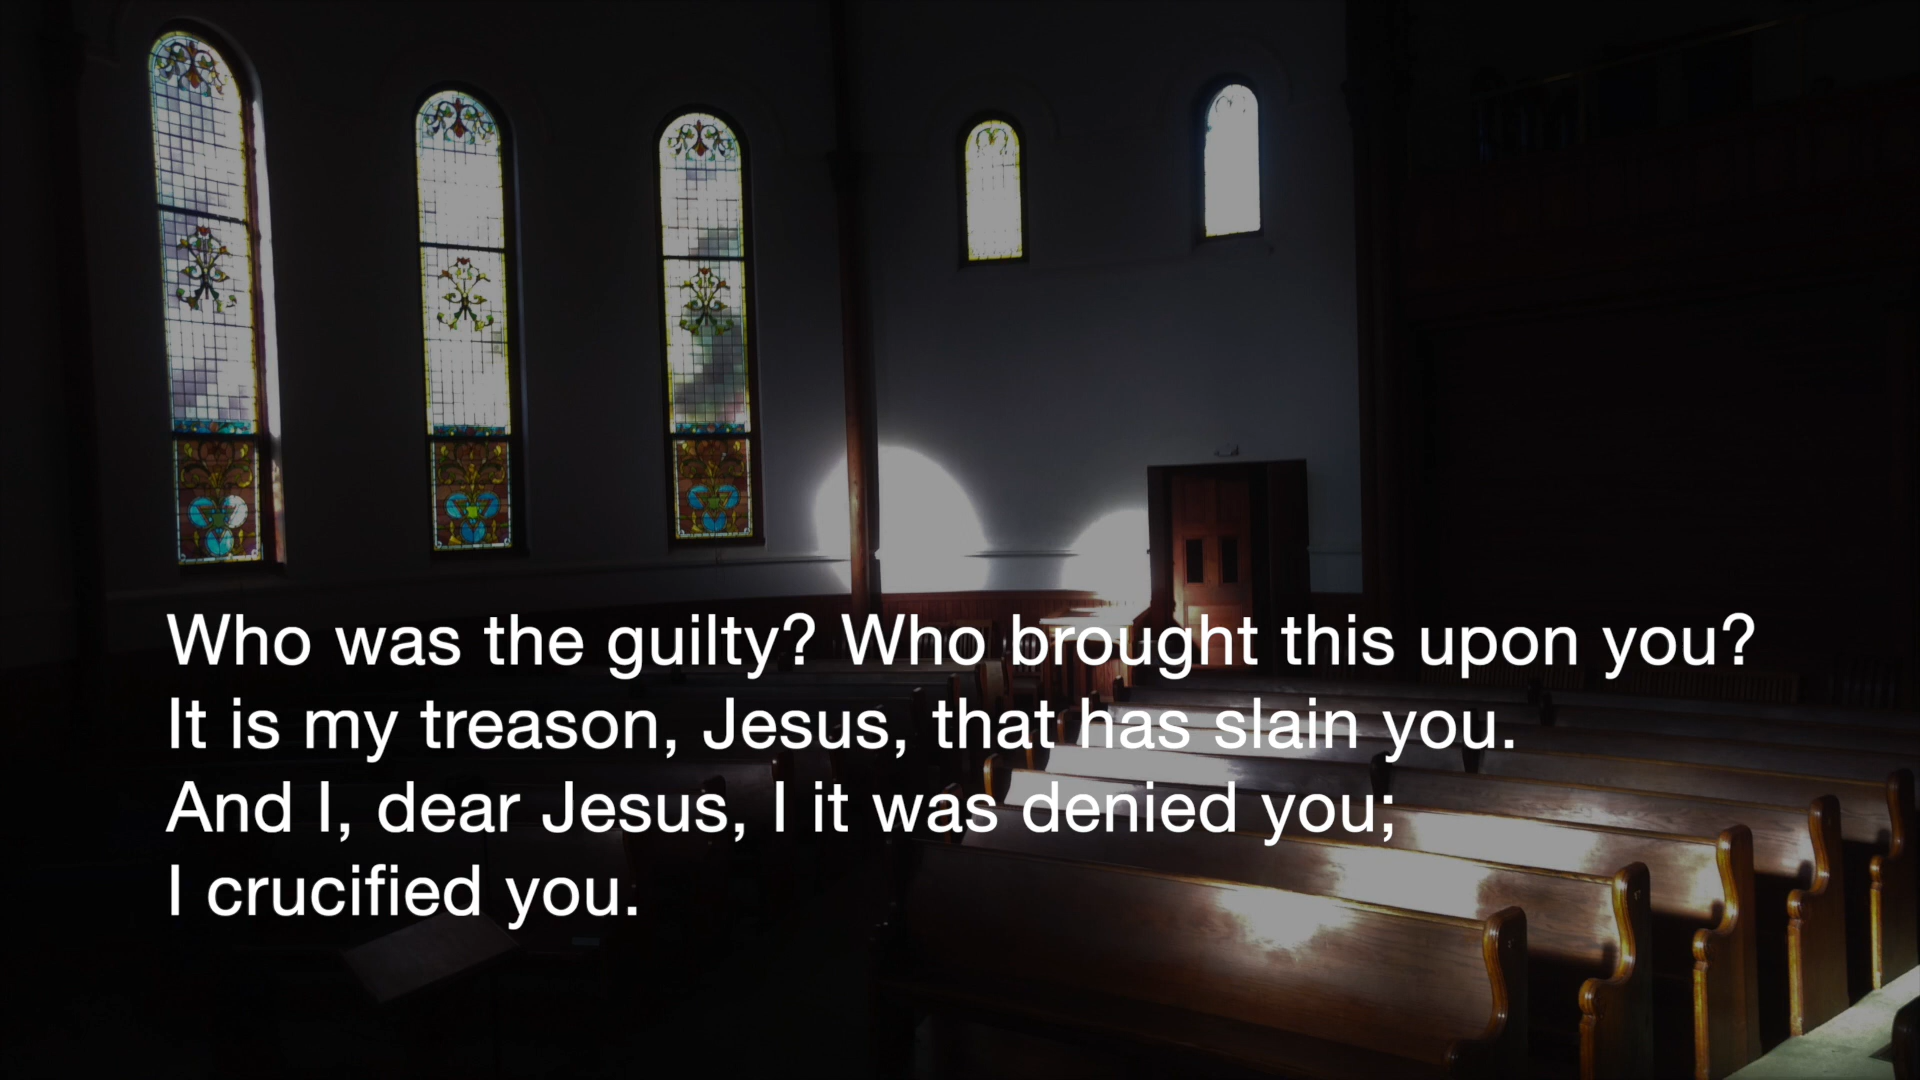 Who was the guilty? Who brought this upon you?
It is my treason, Jesus, that has slain you.
And I, dear Jesus, I it was denied you;
I crucified you.